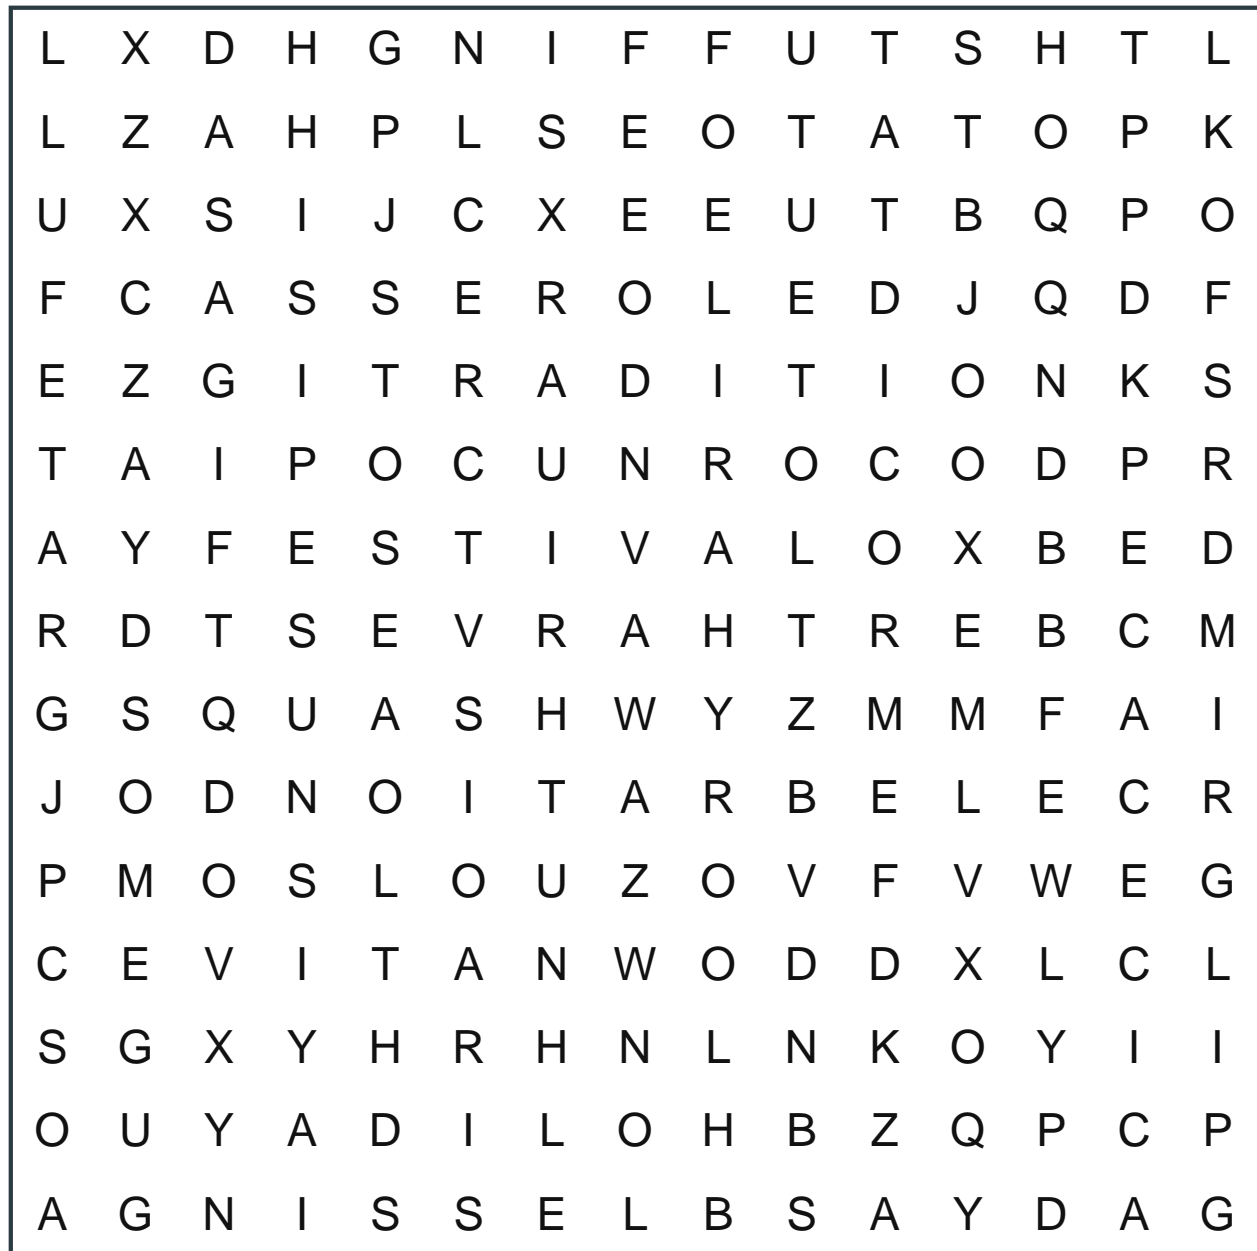 L X D H G N I F F U T S H T L
L Z A H P L S E O T A T O P K
U X S I J C X E E U T B Q P O
F C A S S E R O L E D J Q D F
E Z G I T R A D I T I O N K S
T A I P O C U N R O C O D P R
A Y F E S T I V A L O X B E D
R D T S E V R A H T R E B C M
G S Q U A S H W Y Z M M F A I
J O D N O I T A R B E L E C R
P M O S L O U Z O V F V W E G
C E V I T A N W O D D X L C L
S G X Y H R H N L N K O Y I I
O U Y A D I L O H B Z Q P C P
A G N I S S E L B S A Y D A G